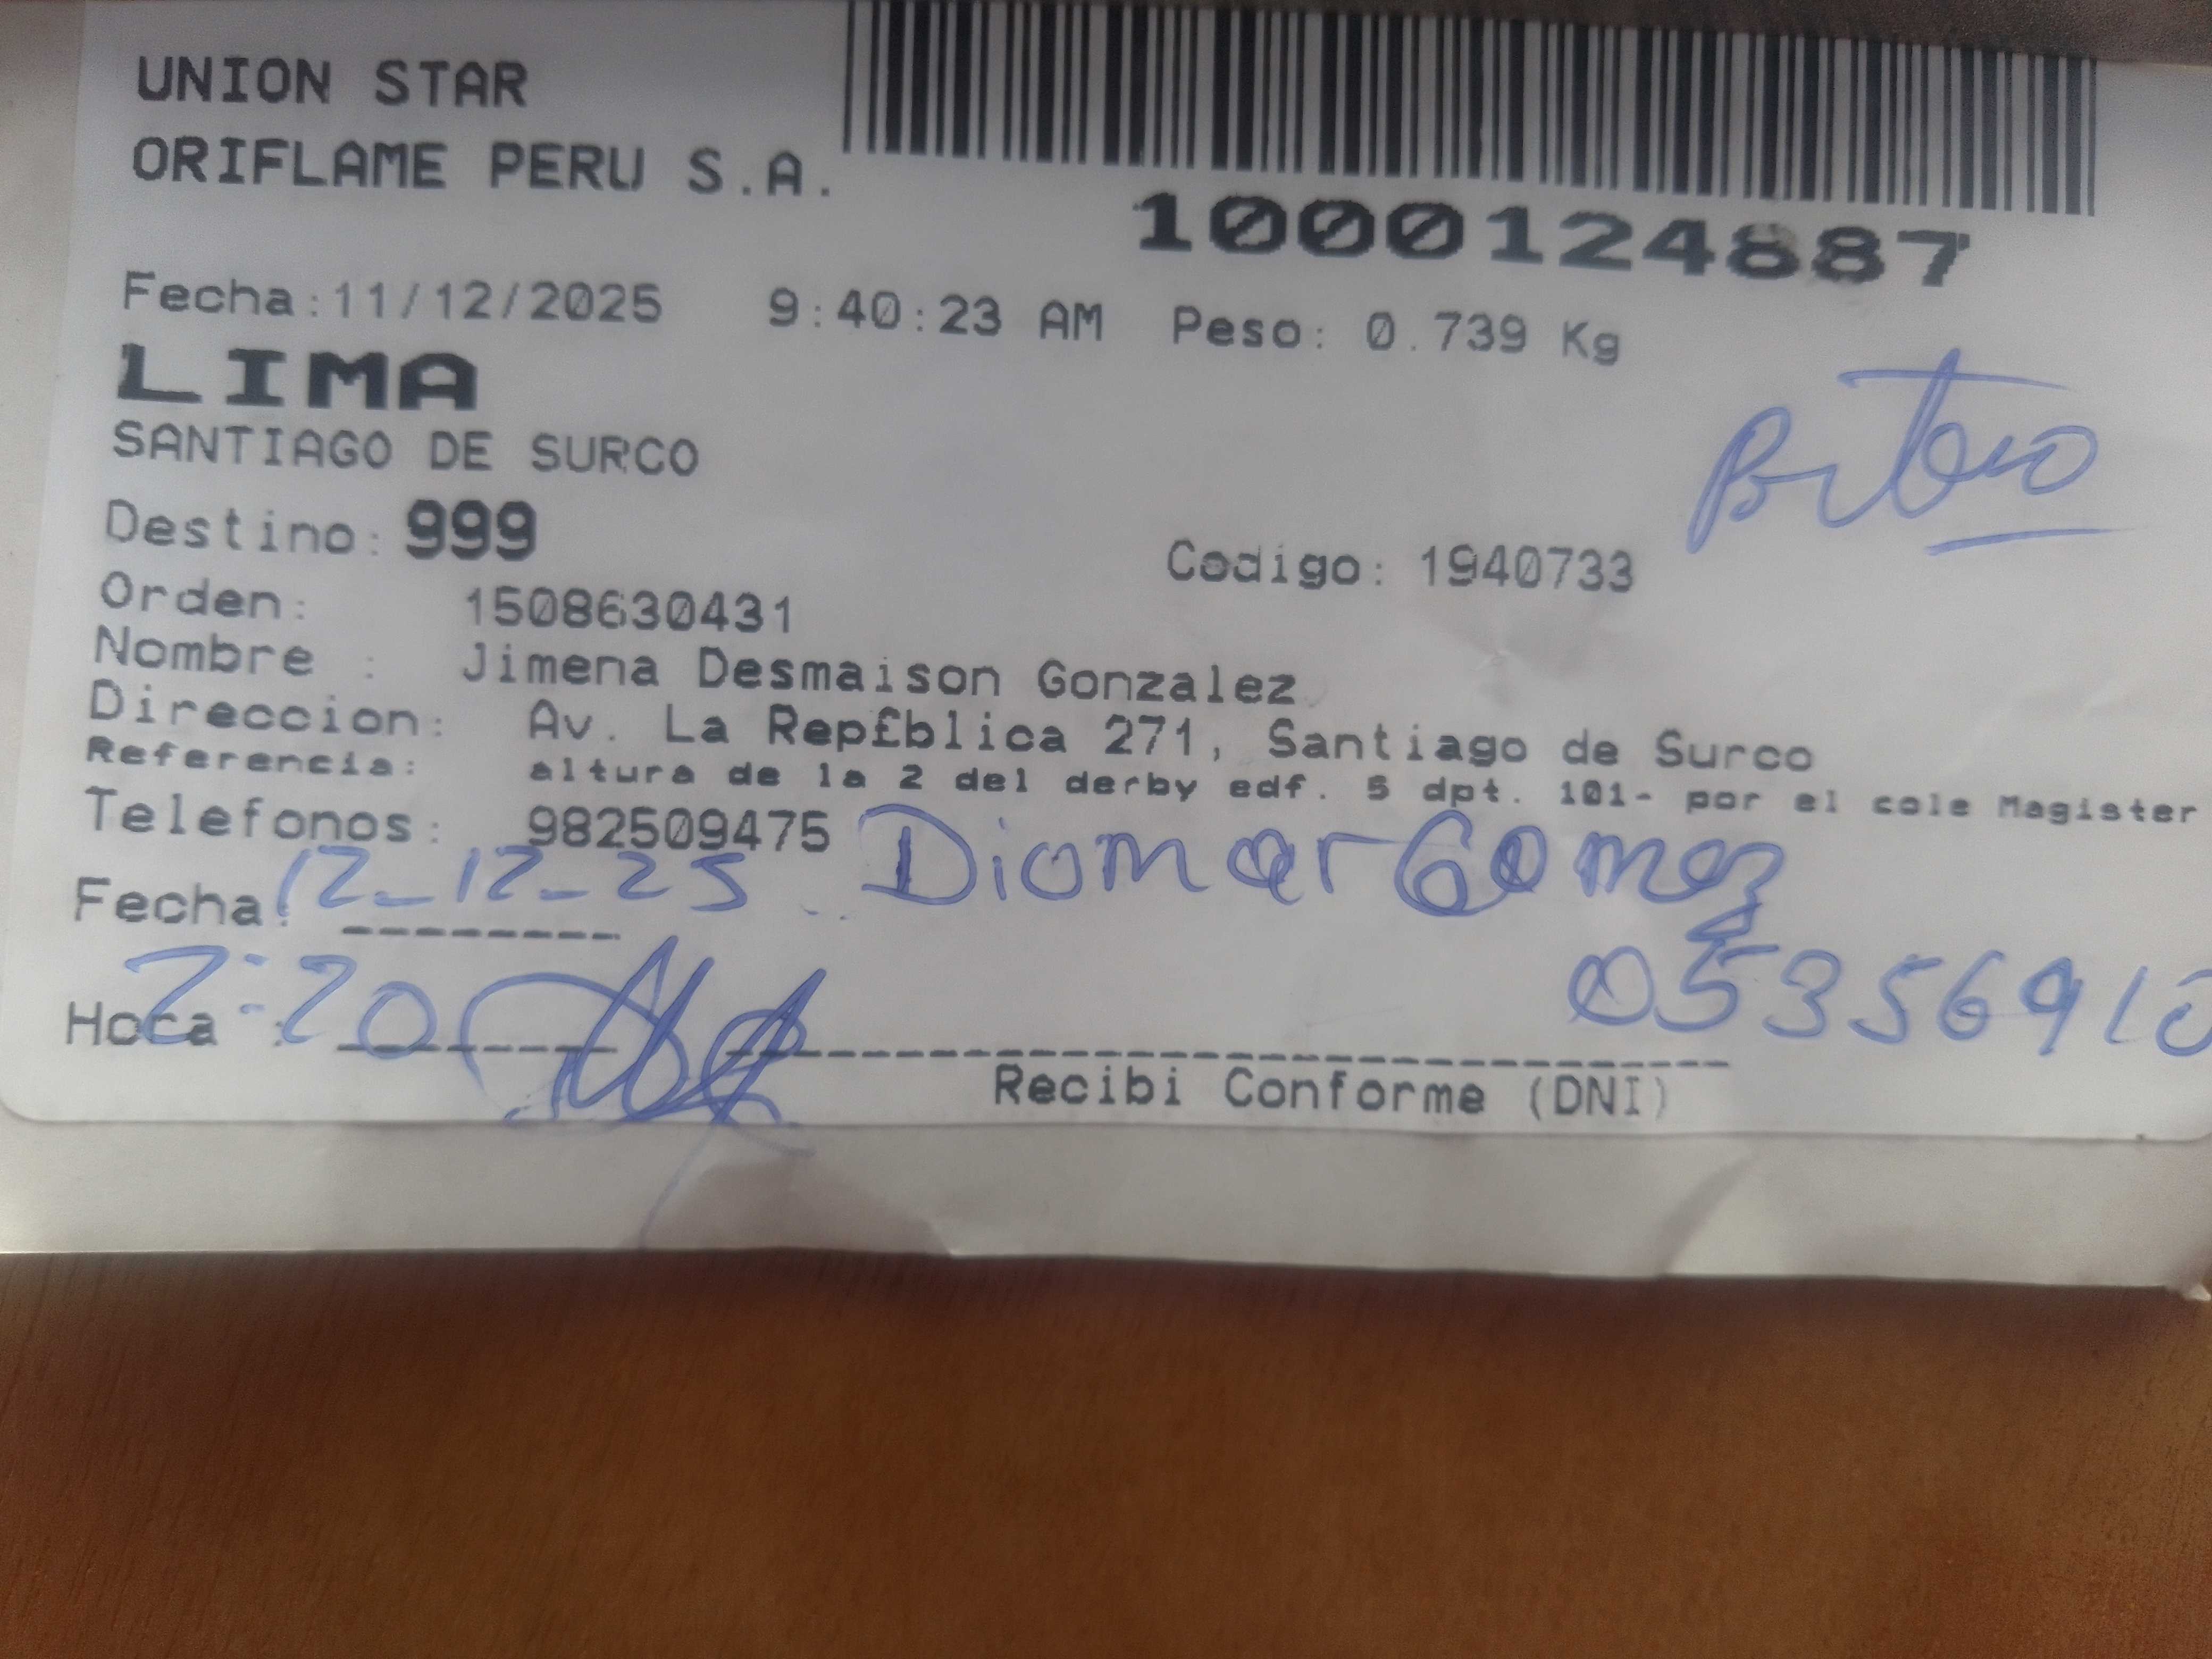 UNION STAR
ORIFLAME PERU S.A.
1000124887
Fecha:11/12/2025 9:40:23 AM Peso: 0.739 Kg
LIMA
SANTIAGO DE SURCO
Destino: 999
Codigo: 1940733
Orden: 1508630431
Nombre : Jimena Desmaison Gonzalez
Direccion: Av. La Rep£blica 271, Santiago de Surco
Referencia: altura de la 2 del derby edf. 5 dpt. 101- por el cole Magister
Telefonos: 982509475
Diomar Gomez
Fecha: 12-12-25
05356910
Hora : 2:20
Recibi Conforme (DNI)